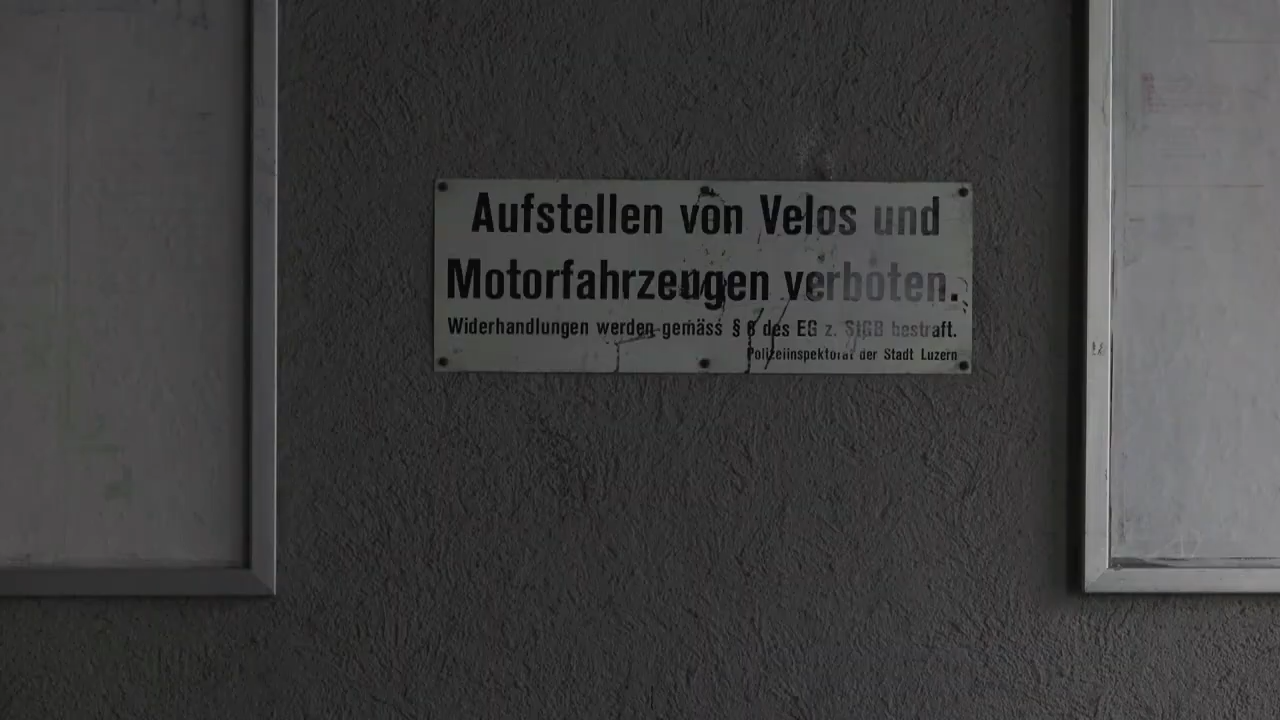 Aufstellen von Velos und
Motorfahrzeugen verboten.
Widerhandlungen werden gemäss § 6 des EG z. StGB bestraft.
Polizeiinspektorat der Stadt Luzern